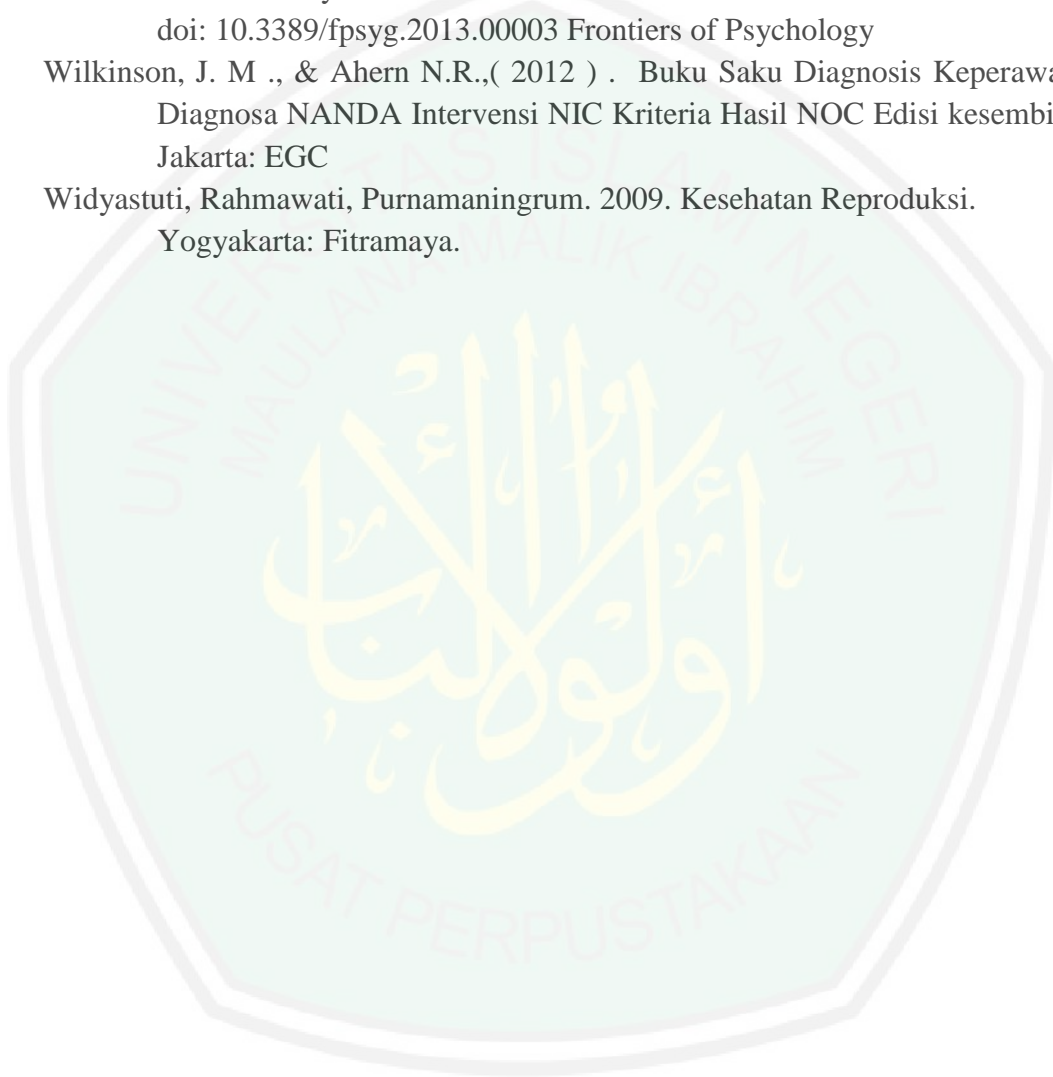 doi: 10.3389/fpsyg.2013.00003 Frontiers of Psychology
Wilkinson, J. M ., & Ahern N.R.,( 2012 ) . Buku Saku Diagnosis
Diagnosa NANDA Intervensi NIC Kriteria Hasil NOC Edisi
Jakarta: EGC
Widyastuti, Rahmawati, Purnamaningrum. 2009. Kesehatan Reproduksi.
Yogyakarta: Fitramaya.
UNIVERSITAS ISLAM NEGERI
MAULANA MALIK IBRAHIM
أولوا الألباب
PUSAT PERPUSTAKAAN